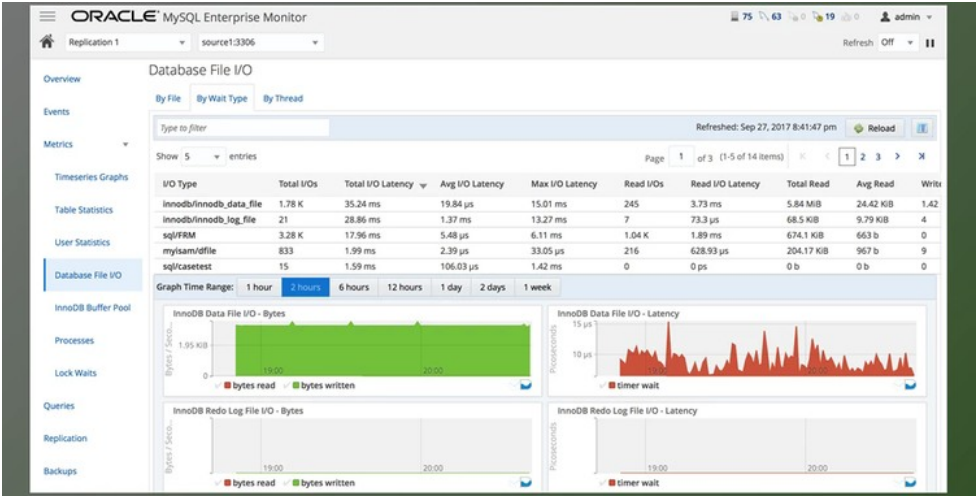 ORACLE MySQL Enterprise Monitor 75 63 0 19 0 admin
Replication 1 source1:3306 Refresh Off
Overview
Events
Metrics
Timeseries Graphs
Table Statistics
User Statistics
Database File I/O
InnoDB Buffer Pool
Processes
Lock Waits
Queries
Replication
Backups
Database File I/O
By File By Wait Type By Thread
Type to filter Refreshed: Sep 27, 2017 8:41:47 pm Reload
Show 5 entries Page 1 of 3 (1-5 of 14 items) 1 2 3
I/O Type Total I/Os Total I/O Latency Avg I/O Latency Max I/O Latency Read I/Os Read I/O Latency Total Read Avg Read Write
innodb/innodb_data_file 1.78 K 35.24 ms 19.84 µs 15.01 ms 245 3.73 ms 5.84 MiB 24.42 KiB 1.42
innodb/innodb_log_file 21 28.86 ms 1.37 ms 13.27 ms 7 73.3 µs 68.5 KiB 9.79 KiB 4
sql/FRM 3.28 K 17.96 ms 5.48 µs 6.11 ms 1.04 K 1.89 ms 674.1 KiB 663 b 0
myisam/dfile 833 1.99 ms 2.39 µs 33.05 µs 216 628.93 µs 204.17 KiB 967 b 9
sql/casetest 15 1.59 ms 106.03 µs 1.42 ms 0 0 ps 0 b 0 b 0
Graph Time Range: 1 hour 2 hours 6 hours 12 hours 1 day 2 days 1 week
InnoDB Data File I/O - Bytes
Bytes / Seco...
1.95 KiB
0
19:00 20:00
bytes read bytes written
InnoDB Data File I/O - Latency
Picoseconds
15 µs
10 µs
19:00 20:00
timer wait
InnoDB Redo Log File I/O - Bytes
Bytes / Seco...
19:00 20:00
bytes read bytes written
InnoDB Redo Log File I/O - Latency
Picoseconds
19:00 20:00
timer wait